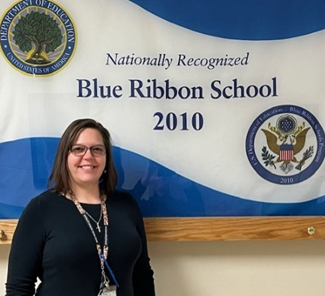 DEPARTMENT OF EDUCATION
UNITED STATES OF AMERICA
Nationally Recognized
Blue Ribbon School
2010
2010